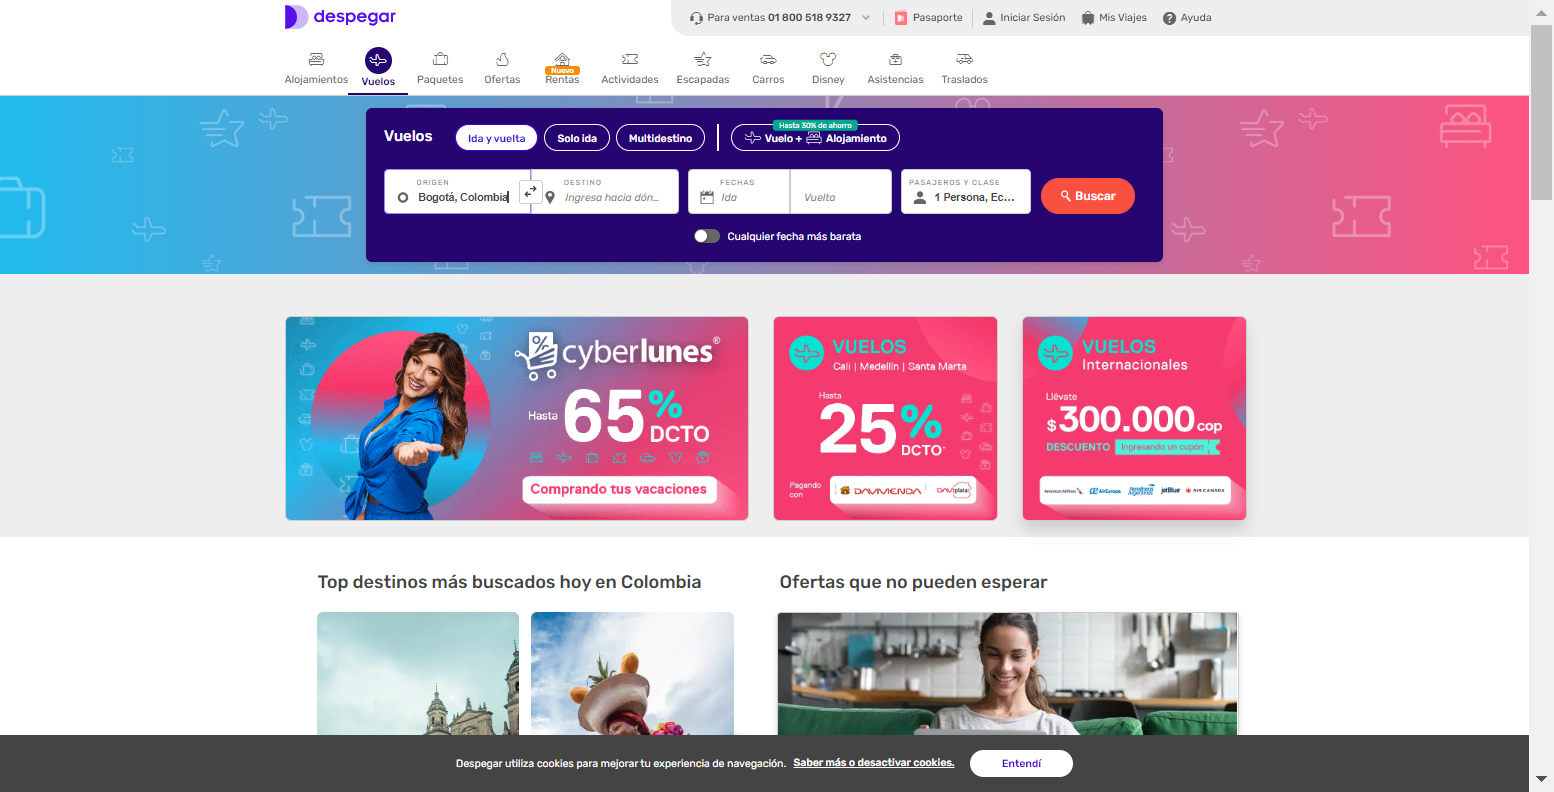 despegar
Para ventas 01 800 518 9327
Pasaporte
Iniciar Sesión
Mis Viajes
Ayuda
Alojamientos
Vuelos
Paquetes
Ofertas
Nuevo
Rentas
Actividades
Escapadas
Carros
Disney
Asistencias
Traslados
Vuelos
Ida y vuelta
Solo ida
Multidestino
Hasta 30% de ahorro
Vuelo + Alojamiento
ORIGEN
Bogotá, Colombia
DESTINO
Ingresa hacia dón...
FECHAS
Ida
Vuelta
PASAJEROS Y CLASE
1 Persona, Ec...
Buscar
Cualquier fecha más barata
cyberlunes®
Hasta 65% DCTO
Comprando tus vacaciones
VUELOS
Cali | Medellín | Santa Marta
Hasta
25% DCTO*
Pagando con
DAVIVIENDA
DAVIplata
VUELOS
Internacionales
Llévate
$300.000 COP
DESCUENTO Ingresando un cupón
American Airlines
AirEuropa
Aerolíneas Argentinas
jetBlue
AIR CANADA
Top destinos más buscados hoy en Colombia
Ofertas que no pueden esperar
Despegar utiliza cookies para mejorar tu experiencia de navegación. Saber más o desactivar cookies.
Entendí